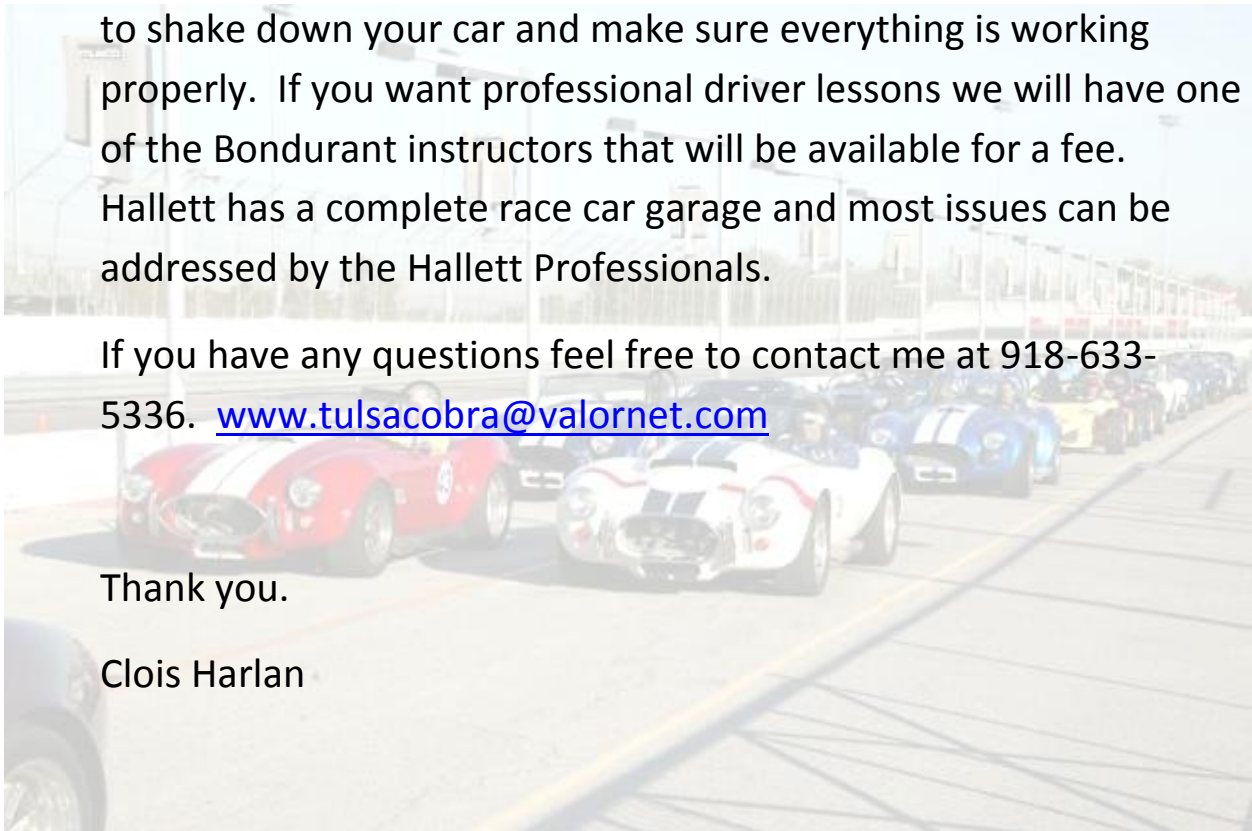 to shake down your car and make sure everything is working
properly.  If you want professional driver lessons we will have one
of the Bondurant instructors that will be available for a fee.
Hallett has a complete race car garage and most issues can be
addressed by the Hallett Professionals.
If you have any questions feel free to contact me at 918-633-
5336.  www.tulsacobra@valornet.com
Thank you.
Clois Harlan